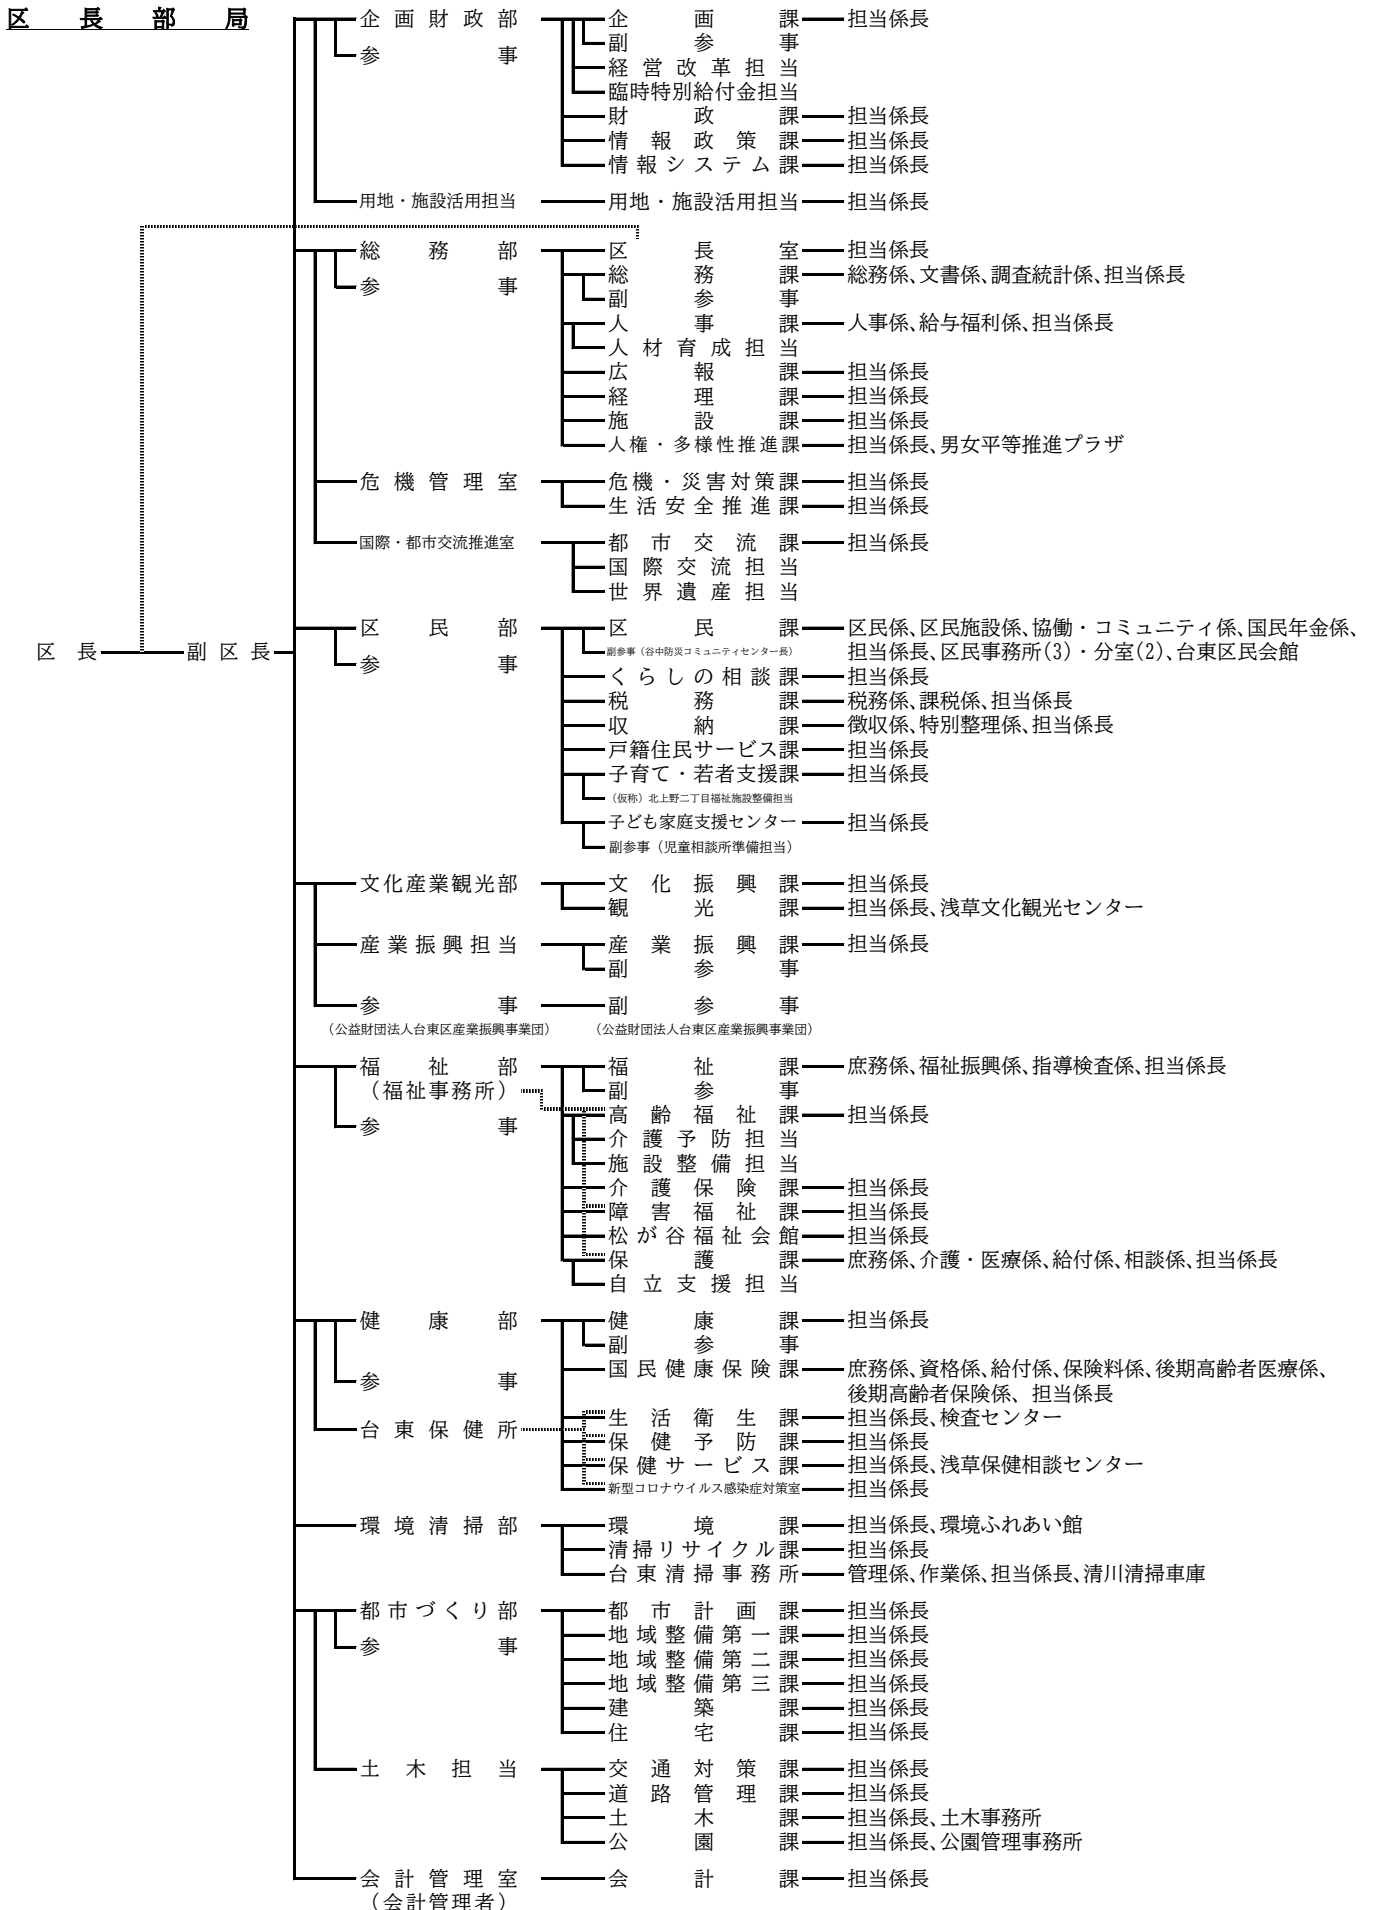 区長部局
企画財政部 企画課 担当係長
副参事
参事
経営改革担当
臨時特別給付金担当
財政課 担当係長
情報政策課 担当係長
情報システム課 担当係長
用地・施設活用担当 用地・施設活用担当 担当係長
総務部 区長室 担当係長
総務課 総務係、文書係、調査統計係、担当係長
参事
副参事
人事課 人事係、給与福利係、担当係長
人材育成担当
広報課 担当係長
経理課 担当係長
施設課 担当係長
人権・多様性推進課 担当係長、男女平等推進プラザ
危機管理室 危機・災害対策課 担当係長
生活安全推進課 担当係長
国際・都市交流推進室 都市交流課 担当係長
国際交流担当
世界遺産担当
区民部 区民課 区民係、区民施設係、協働・コミュニティ係、国民年金係、
区長 副区長 副参事（谷中防災コミュニティセンター長） 担当係長、区民事務所(3)・分室(2)、台東区民会館
参事
くらしの相談課 担当係長
税務課 税務係、課税係、担当係長
収納課 徴収係、特別整理係、担当係長
戸籍住民サービス課 担当係長
子育て・若者支援課 担当係長
（仮称）北上野二丁目福祉施設整備担当
子ども家庭支援センター 担当係長
副参事（児童相談所準備担当）
文化産業観光部 文化振興課 担当係長
観光課 担当係長、浅草文化観光センター
産業振興担当 産業振興課 担当係長
副参事
参事 副参事
（公益財団法人台東区産業振興事業団） （公益財団法人台東区産業振興事業団）
福祉部 福祉課 庶務係、福祉振興係、指導検査係、担当係長
（福祉事務所） 副参事
高齢福祉課 担当係長
参事
介護予防担当
施設整備担当
介護保険課 担当係長
障害福祉課 担当係長
松が谷福祉会館 担当係長
保護課 庶務係、介護・医療係、給付係、相談係、担当係長
自立支援担当
健康部 健康課 担当係長
副参事
国民健康保険課 庶務係、資格係、給付係、保険料係、後期高齢者医療係、
参事
後期高齢者保険係、担当係長
生活衛生課 担当係長、検査センター
台東保健所
保健予防課 担当係長
保健サービス課 担当係長、浅草保健相談センター
新型コロナウイルス感染症対策室 担当係長
環境清掃部 環境課 担当係長、環境ふれあい館
清掃リサイクル課 担当係長
台東清掃事務所 管理係、作業係、担当係長、清川清掃車庫
都市づくり部 都市計画課 担当係長
地域整備第一課 担当係長
参事
地域整備第二課 担当係長
地域整備第三課 担当係長
建築課 担当係長
住宅課 担当係長
土木担当 交通対策課 担当係長
道路管理課 担当係長
土木課 担当係長、土木事務所
公園課 担当係長、公園管理事務所
会計管理室 会計課 担当係長
（会計管理者）